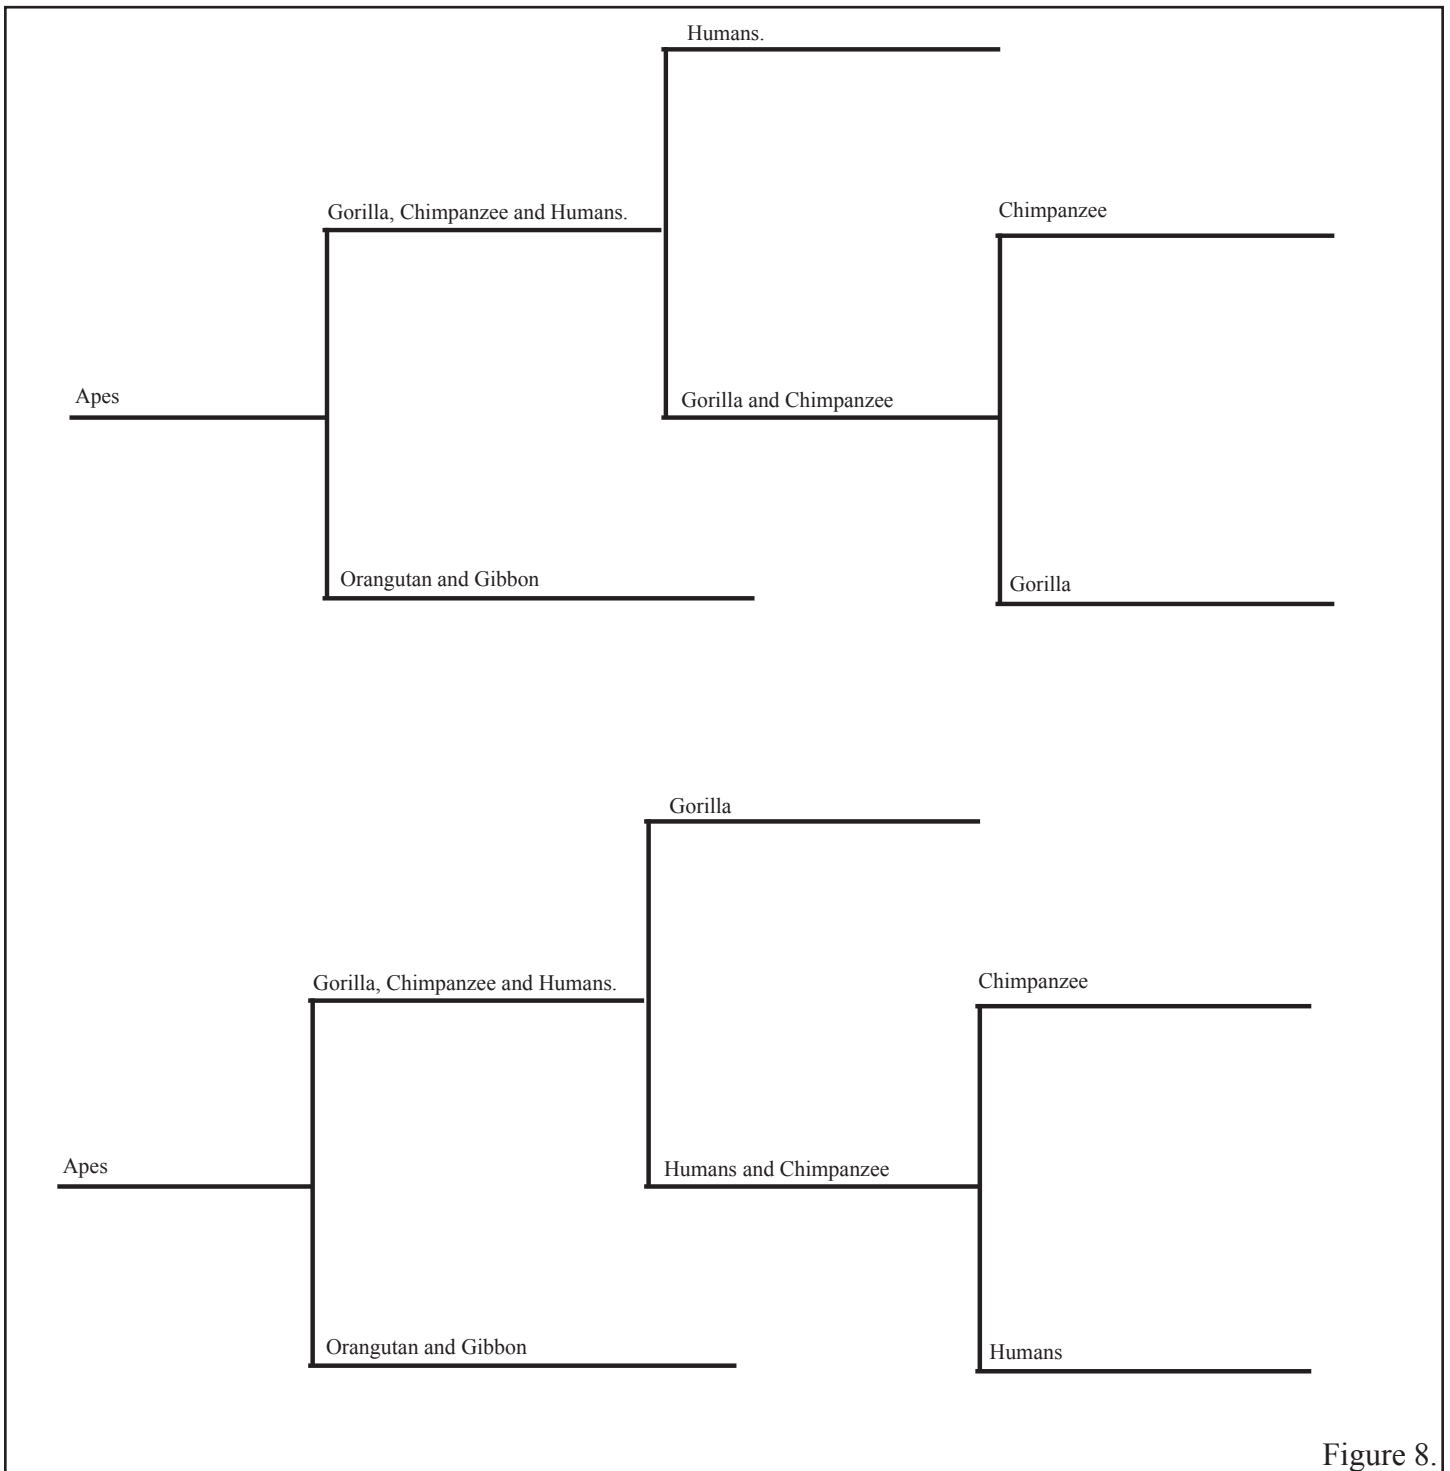 Humans.
Gorilla, Chimpanzee and Humans.
Chimpanzee
Apes
Gorilla and Chimpanzee
Orangutan and Gibbon
Gorilla
Gorilla
Gorilla, Chimpanzee and Humans.
Chimpanzee
Apes
Humans and Chimpanzee
Orangutan and Gibbon
Humans
Figure 8.